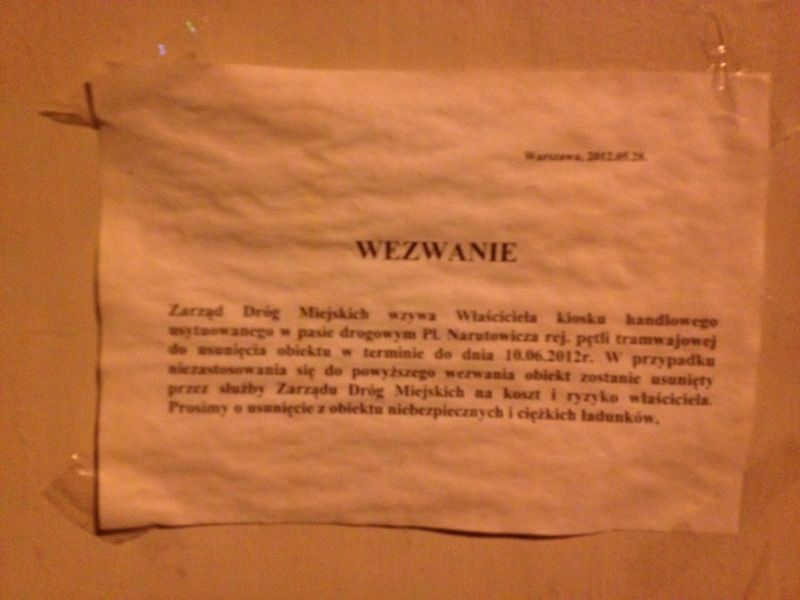 Warszawa, 2012.05.28.
WEZWANIE
Zarząd Dróg Miejskich wzywa Właściciela kiosku handlowego
usytuowanego w pasie drogowym Pl. Narutowicza rej. pętli tramwajowej
do usunięcia obiektu w terminie do dnia 10.06.2012r. W przypadku
niezastosowania się do powyższego wezwania obiekt zostanie usunięty
przez służby Zarządu Dróg Miejskich na koszt i ryzyko właściciela.
Prosimy o usunięcie z obiektu niebezpiecznych i ciężkich ładunków.